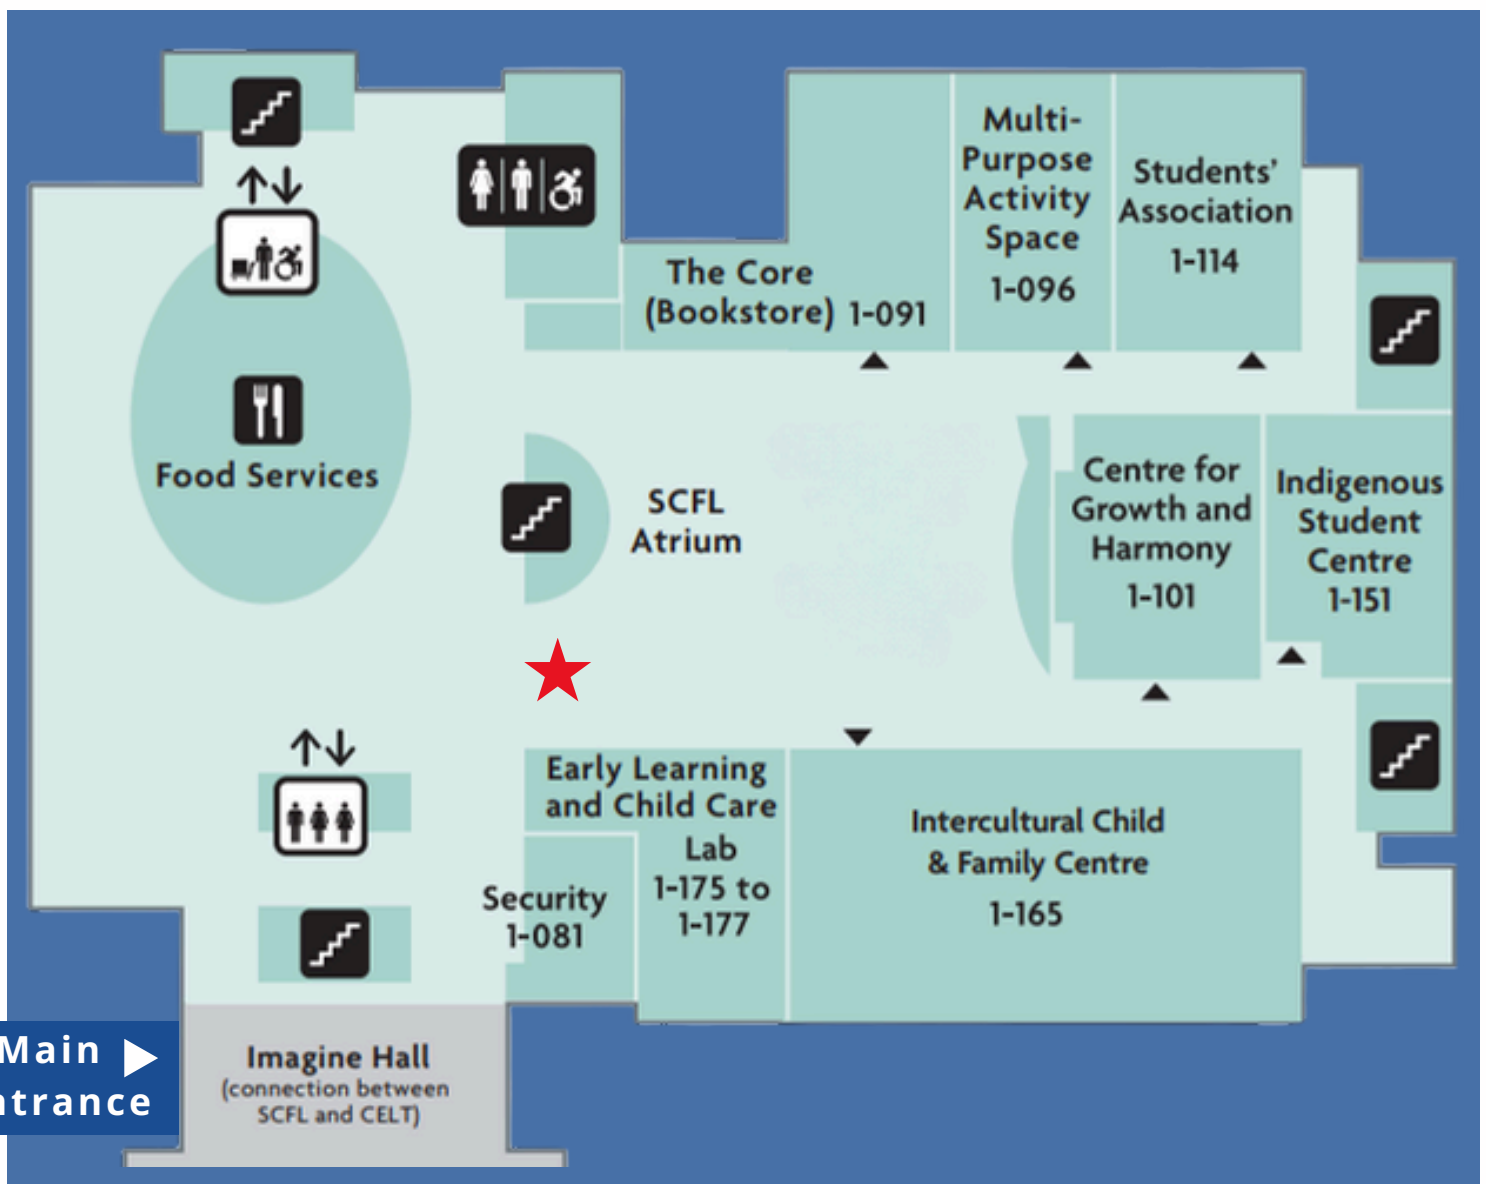 Multi-
Purpose
Activity
Space
1-096
Students’
Association
1-114
The Core
(Bookstore) 1-091
Food Services
SCFL
Atrium
Centre for
Growth and
Harmony
1-101
Indigenous
Student
Centre
1-151
Early Learning
and Child Care
Lab
1-175 to
1-177
Security
1-081
Intercultural Child
& Family Centre
1-165
Main
ntrance
Imagine Hall
(connection between
SCFL and CELT)